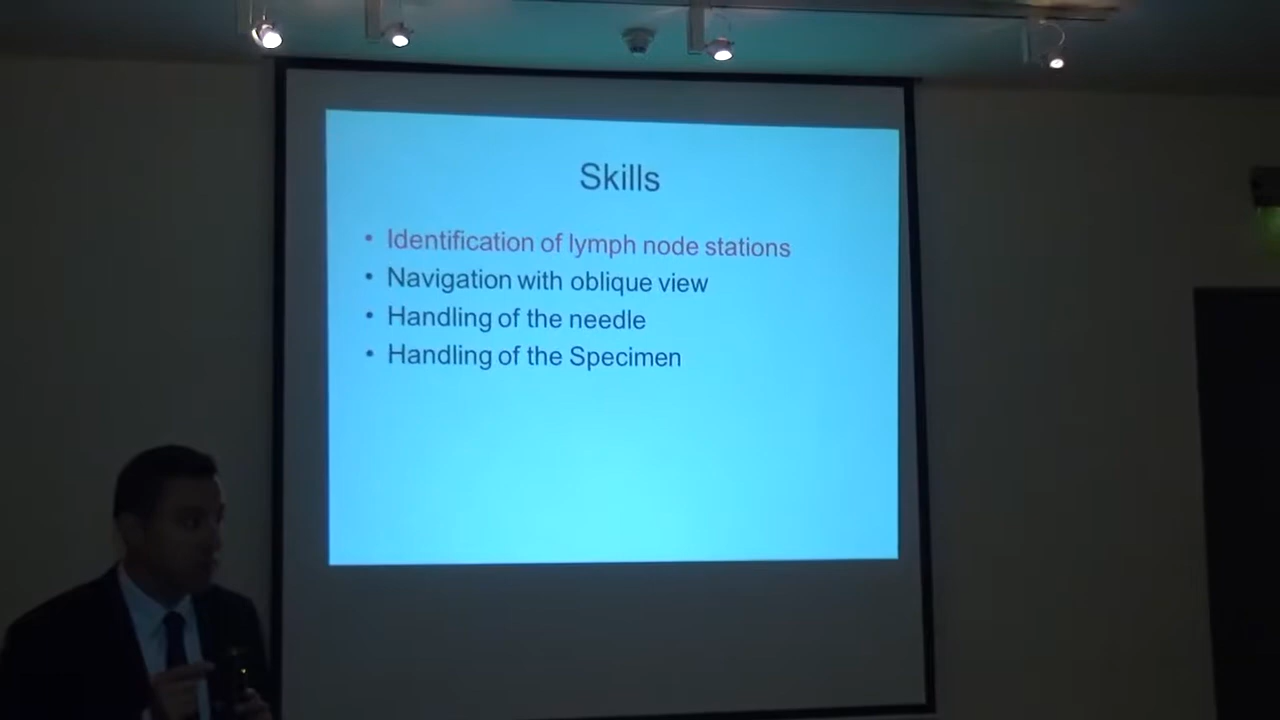 Skills
• Identification of lymph node stations
• Navigation with oblique view
• Handling of the needle
• Handling of the Specimen